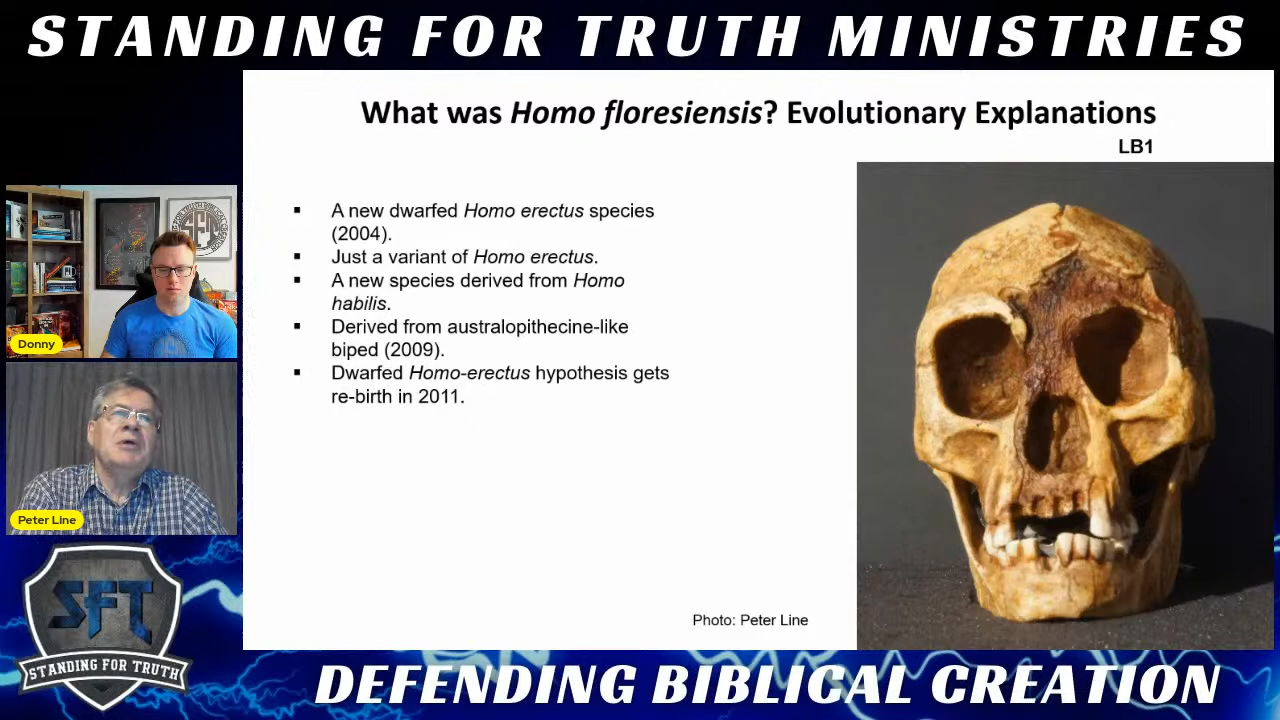 STANDING FOR TRUTH MINISTRIES
What was Homo floresiensis? Evolutionary Explanations
LB1
▪ A new dwarfed Homo erectus species
(2004).
▪ Just a variant of Homo erectus.
▪ A new species derived from Homo
habilis.
▪ Derived from australopithecine-like
biped (2009).
▪ Dwarfed Homo-erectus hypothesis gets
re-birth in 2011.
Photo: Peter Line
Donny
Peter Line
SFT
STANDING FOR TRUTH
DEFENDING BIBLICAL CREATION